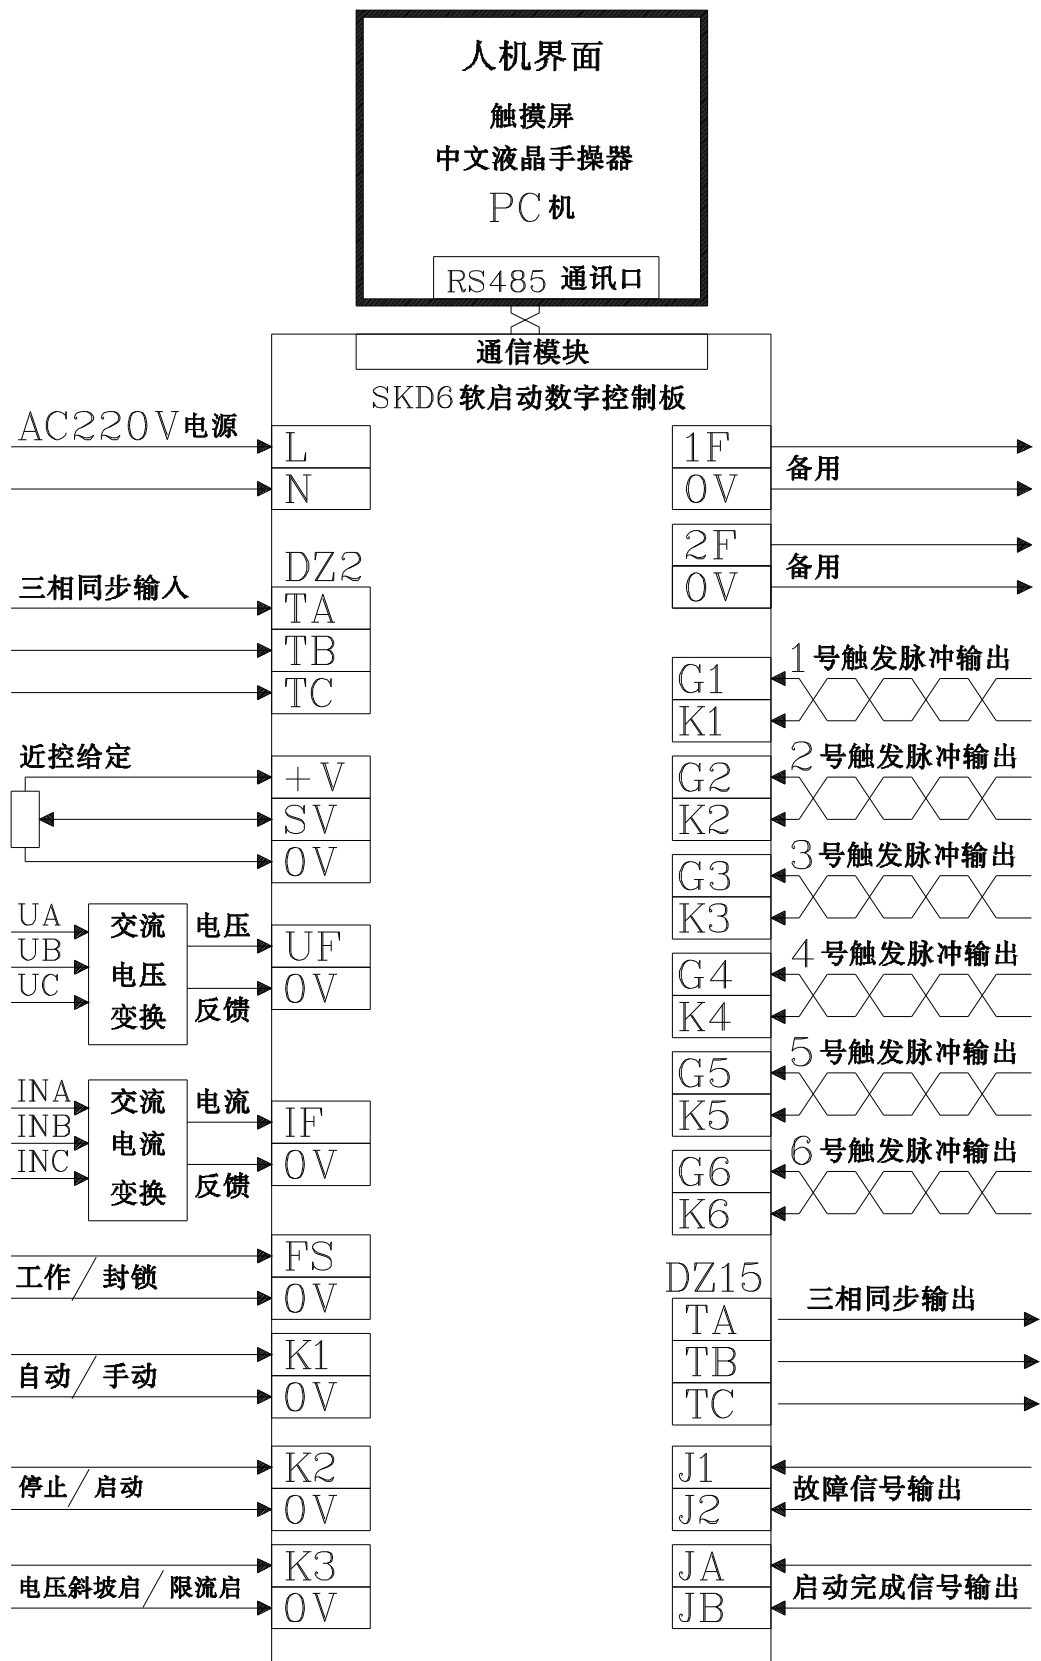 人机界面
触摸屏
中文液晶手操器
PC机
RS485 通讯口
通信模块
SKD6软启动数字控制板
AC220V电源
L
N
DZ2
三相同步输入
TA
TB
TC
近控给定
+V
SV
0V
UA
UB
UC
交流
电压
变换
电压
反馈
UF
0V
INA
INB
INC
交流
电流
变换
电流
反馈
IF
0V
工作/封锁
FS
0V
自动/手动
K1
0V
停止/启动
K2
0V
电压斜坡启/限流启
K3
0V
1F
0V
备用
2F
0V
备用
G1
K1
1号触发脉冲输出
G2
K2
2号触发脉冲输出
G3
K3
3号触发脉冲输出
G4
K4
4号触发脉冲输出
G5
K5
5号触发脉冲输出
G6
K6
6号触发脉冲输出
DZ15
TA
TB
TC
三相同步输出
J1
J2
故障信号输出
JA
JB
启动完成信号输出